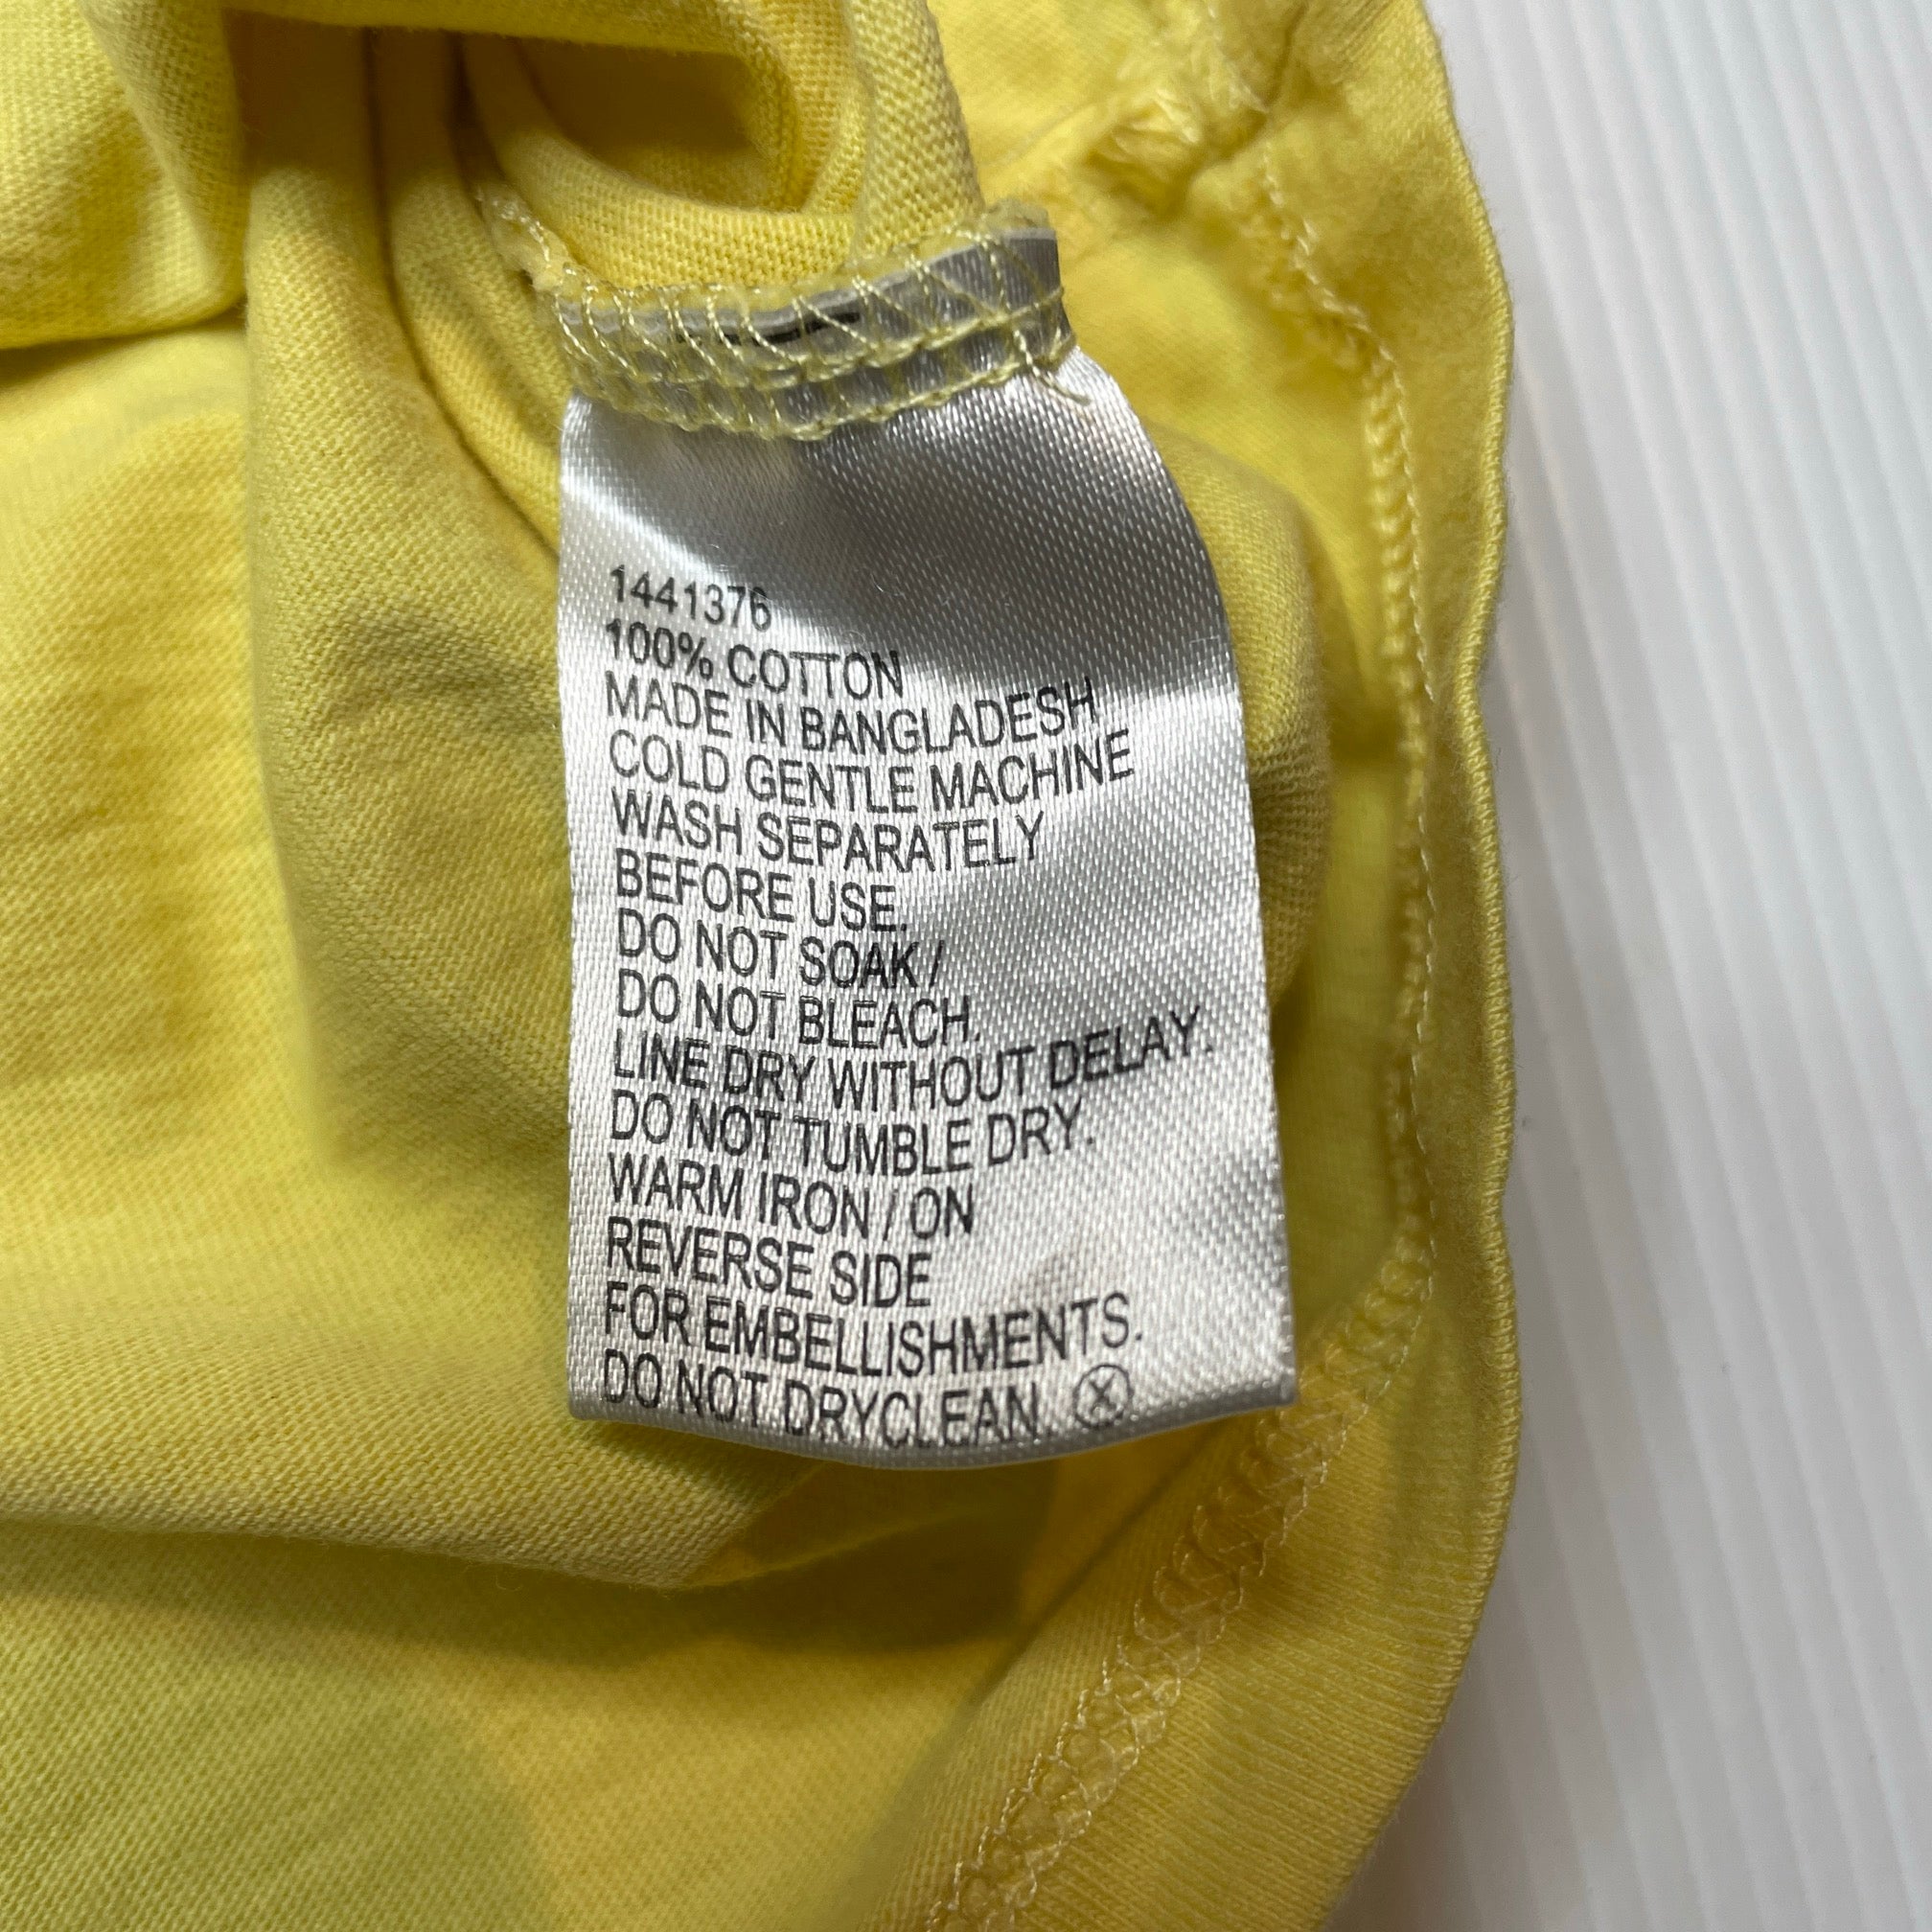 1441376
100% COTTON
MADE IN BANGLADESH
COLD GENTLE MACHINE
WASH SEPARATELY
BEFORE USE.
DO NOT SOAK /
DO NOT BLEACH.
LINE DRY WITHOUT DELAY.
DO NOT TUMBLE DRY.
WARM IRON / ON
REVERSE SIDE
FOR EMBELLISHMENTS.
DO NOT DRYCLEAN. Ⓧ